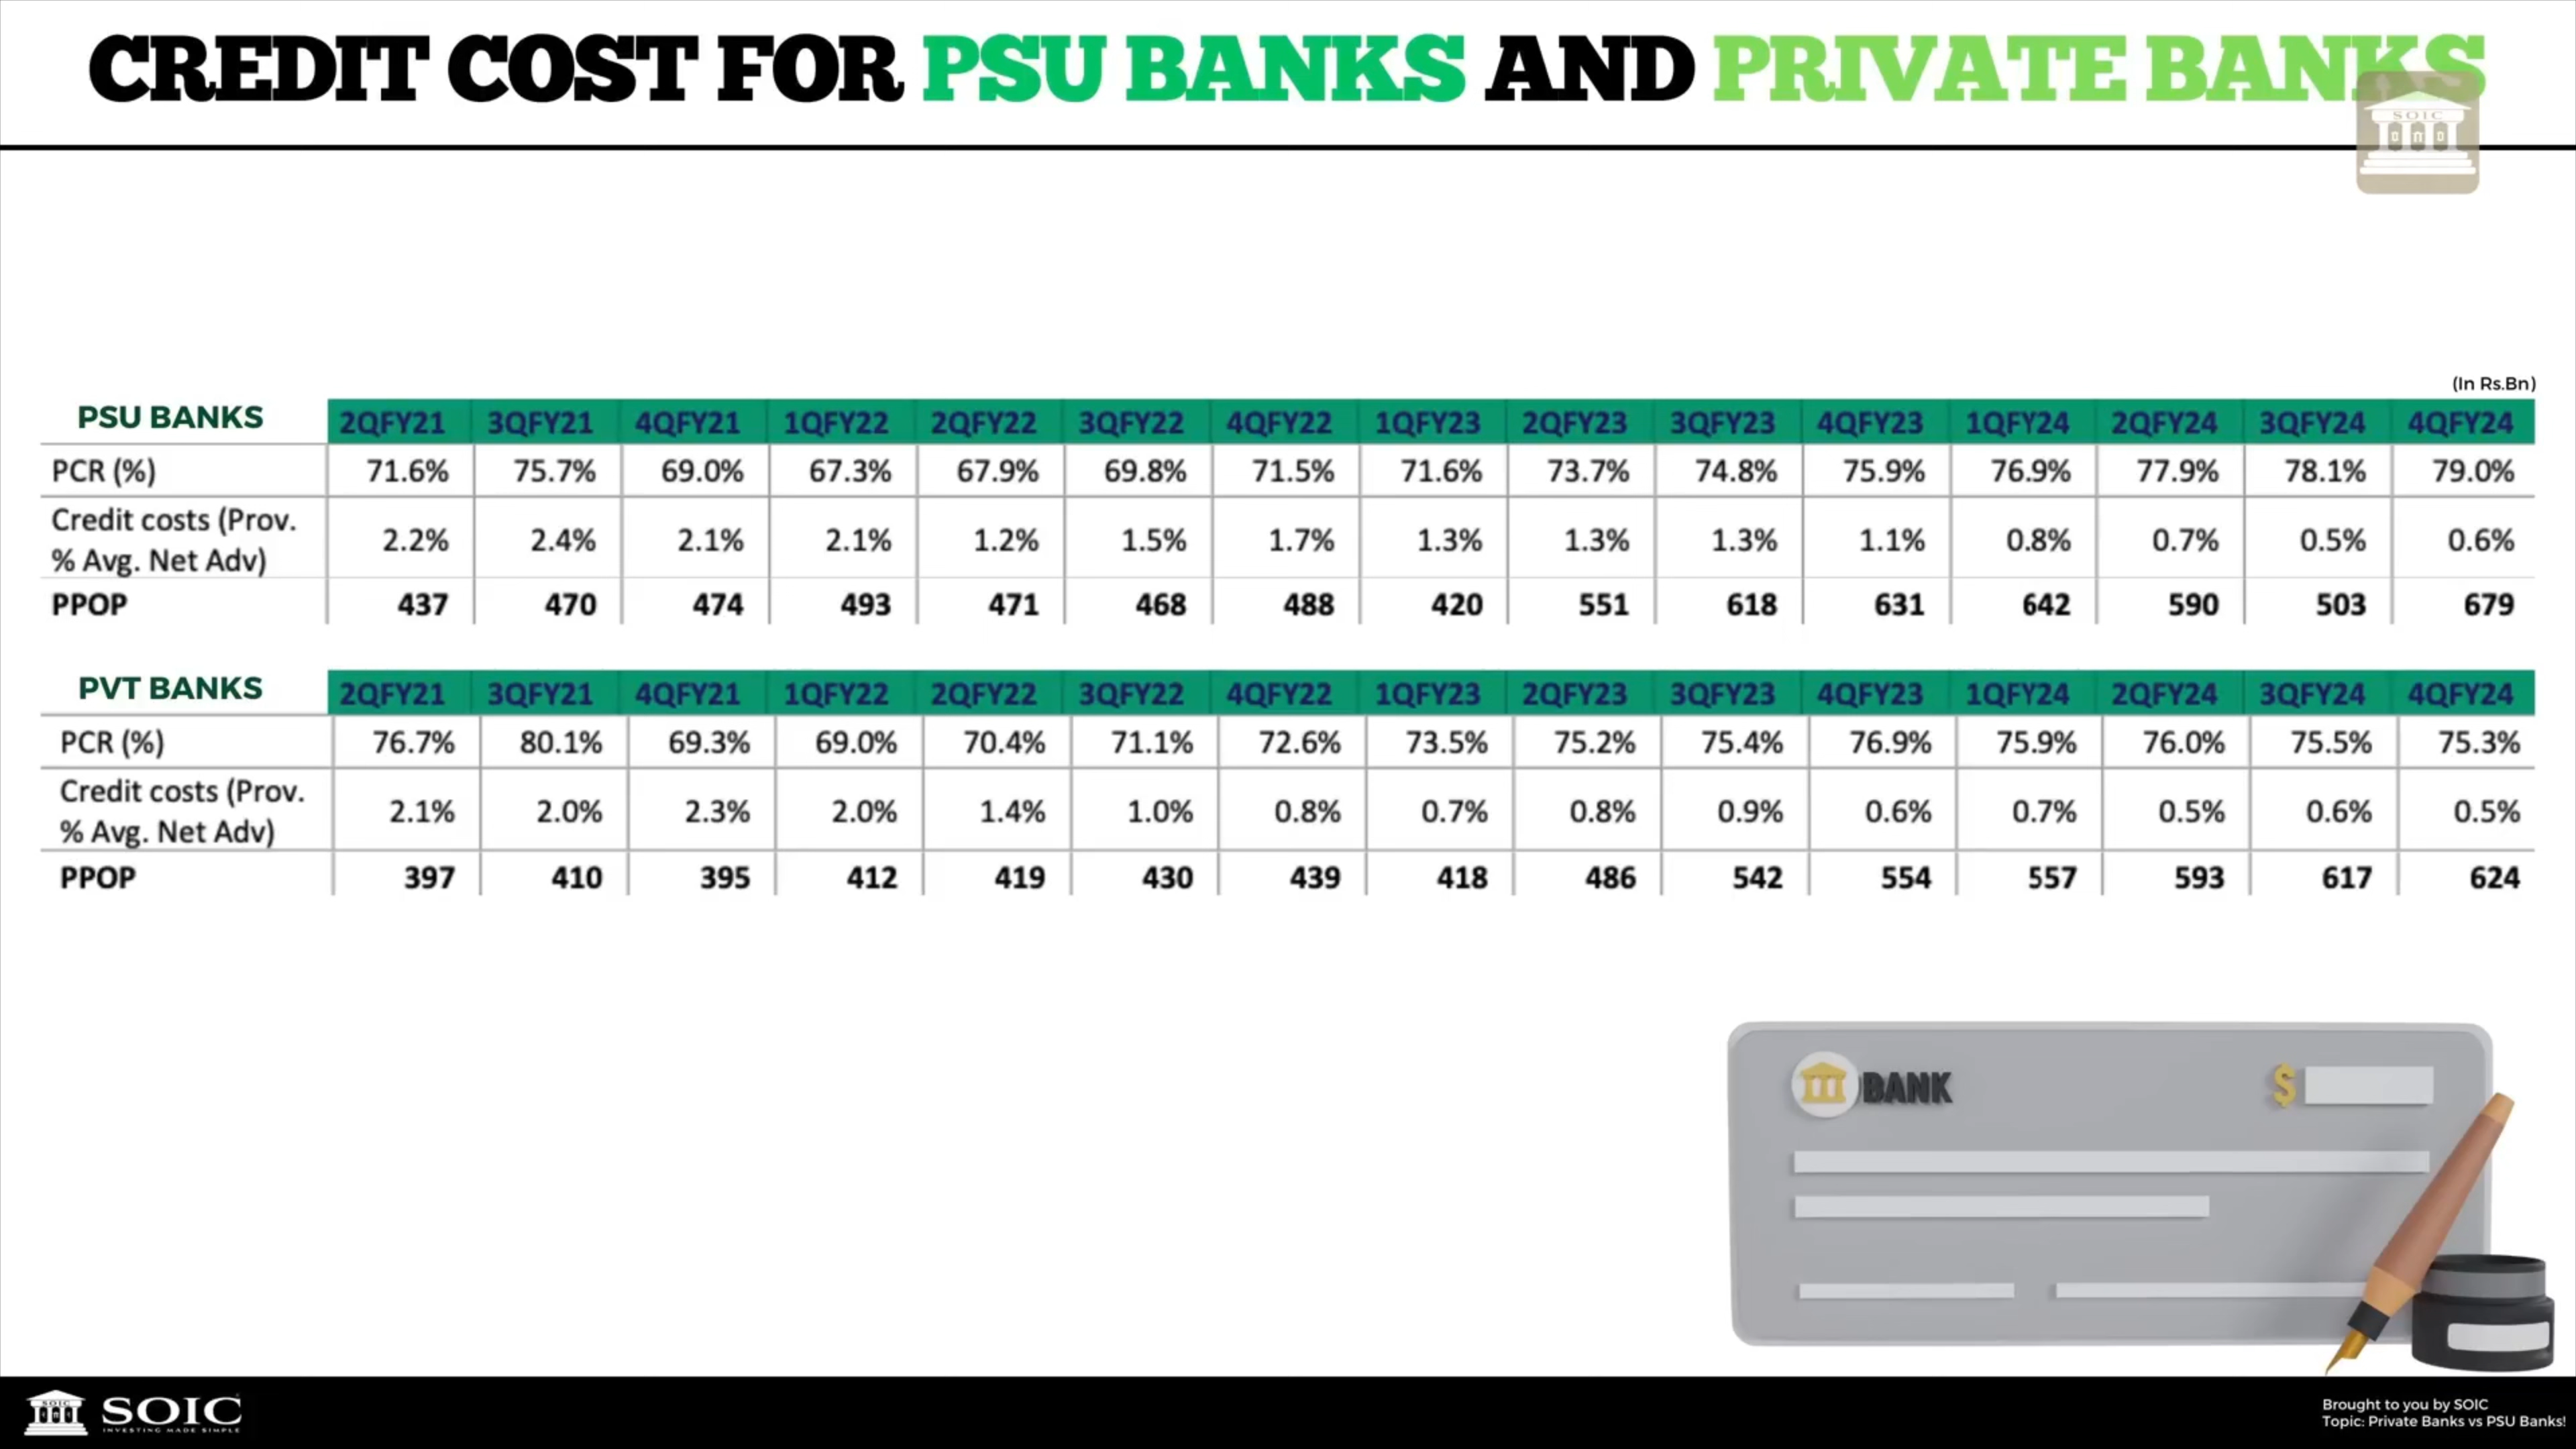 CREDIT COST FOR PSU BANKS AND PRIVATE BANKS
SOIC
(In Rs.Bn)
PSU BANKS 2QFY21 3QFY21 4QFY21 1QFY22 2QFY22 3QFY22 4QFY22 1QFY23 2QFY23 3QFY23 4QFY23 1QFY24 2QFY24 3QFY24 4QFY24
PCR (%) 71.6% 75.7% 69.0% 67.3% 67.9% 69.8% 71.5% 71.6% 73.7% 74.8% 75.9% 76.9% 77.9% 78.1% 79.0%
Credit costs (Prov.
% Avg. Net Adv) 2.2% 2.4% 2.1% 2.1% 1.2% 1.5% 1.7% 1.3% 1.3% 1.3% 1.1% 0.8% 0.7% 0.5% 0.6%
PPOP 437 470 474 493 471 468 488 420 551 618 631 642 590 503 679
PVT BANKS 2QFY21 3QFY21 4QFY21 1QFY22 2QFY22 3QFY22 4QFY22 1QFY23 2QFY23 3QFY23 4QFY23 1QFY24 2QFY24 3QFY24 4QFY24
PCR (%) 76.7% 80.1% 69.3% 69.0% 70.4% 71.1% 72.6% 73.5% 75.2% 75.4% 76.9% 75.9% 76.0% 75.5% 75.3%
Credit costs (Prov.
% Avg. Net Adv) 2.1% 2.0% 2.3% 2.0% 1.4% 1.0% 0.8% 0.7% 0.8% 0.9% 0.6% 0.7% 0.5% 0.6% 0.5%
PPOP 397 410 395 412 419 430 439 418 486 542 554 557 593 617 624
BANK $
SOIC
SOIC
INVESTING MADE SIMPLE
Brought to you by SOIC
Topic: Private Banks vs PSU Banks!